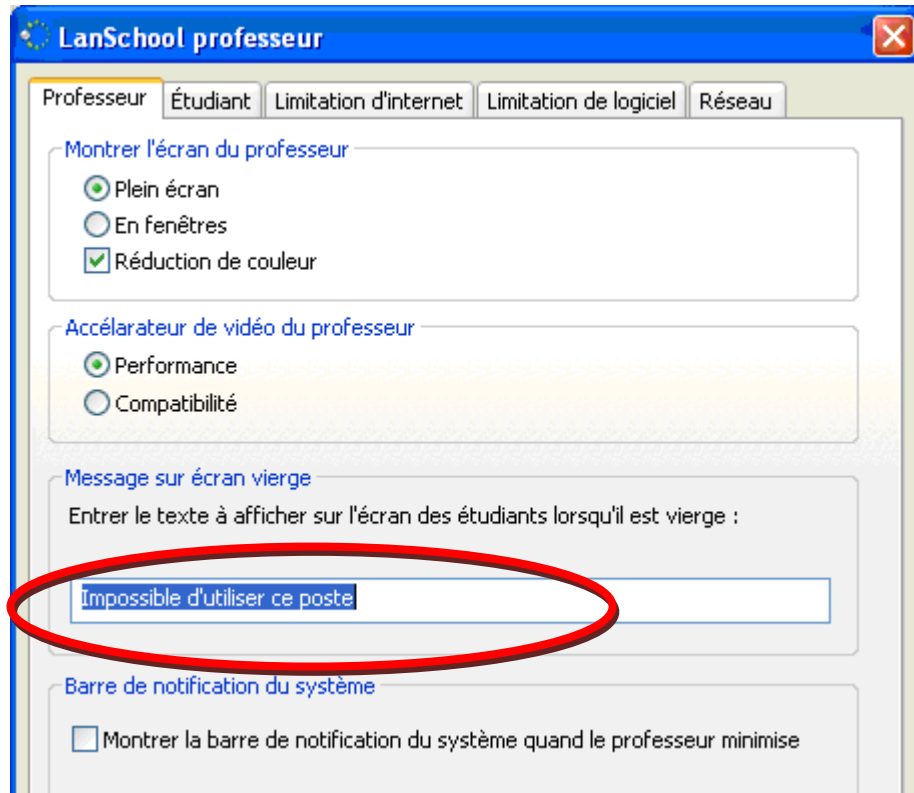 LanSchool professeur
Professeur Étudiant Limitation d'internet Limitation de logiciel Réseau
Montrer l'écran du professeur
Plein écran
En fenêtres
Réduction de couleur
Accélarateur de vidéo du professeur
Performance
Compatibilité
Message sur écran vierge
Entrer le texte à afficher sur l'écran des étudiants lorsqu'il est vierge :
Impossible d'utiliser ce poste
Barre de notification du système
Montrer la barre de notification du système quand le professeur minimise